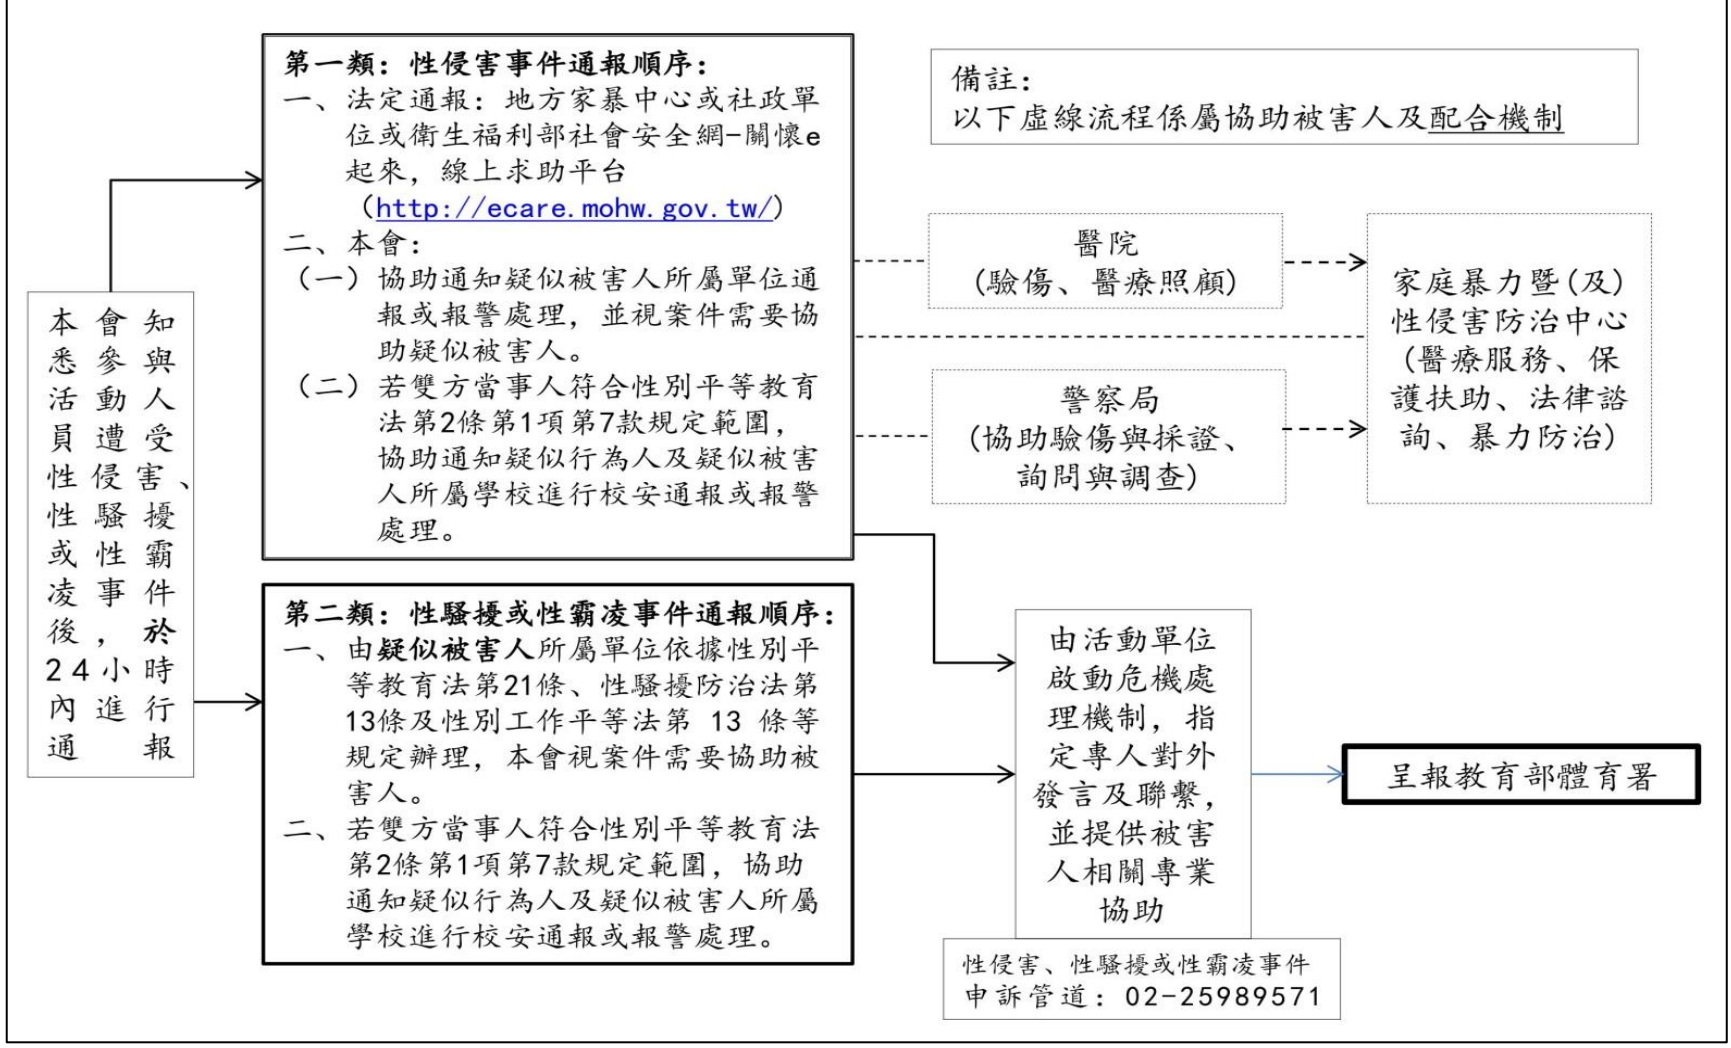 本會知
悉參與
活動人
員遭受
性侵害、
性騷擾
或性霸
凌事件
後，於
24小時
內進行
通報
第一類：性侵害事件通報順序：
一、法定通報：地方家暴中心或社政單
位或衛生福利部社會安全網-關懷e
起來，線上求助平台
（http://ecare.mohw.gov.tw/）
二、本會：
（一）協助通知疑似被害人所屬單位通
報或報警處理，並視案件需要協
助疑似被害人。
（二）若雙方當事人符合性別平等教育
法第2條第1項第7款規定範圍，
協助通知疑似行為人及疑似被害
人所屬學校進行校安通報或報警
處理。
第二類：性騷擾或性霸凌事件通報順序：
一、由疑似被害人所屬單位依據性別平
等教育法第21條、性騷擾防治法第
13條及性別工作平等法第 13 條等
規定辦理，本會視案件需要協助被
害人。
二、若雙方當事人符合性別平等教育法
第2條第1項第7款規定範圍，協助
通知疑似行為人及疑似被害人所屬
學校進行校安通報或報警處理。
備註：
以下虛線流程係屬協助被害人及配合機制
醫院
(驗傷、醫療照顧)
警察局
(協助驗傷與採證、
詢問與調查)
家庭暴力暨(及)
性侵害防治中心
(醫療服務、保
護扶助、法律諮
詢、暴力防治)
由活動單位
啟動危機處
理機制，指
定專人對外
發言及聯繫，
並提供被害
人相關專業
協助
性侵害、性騷擾或性霸凌事件
申訴管道：02-25989571
呈報教育部體育署